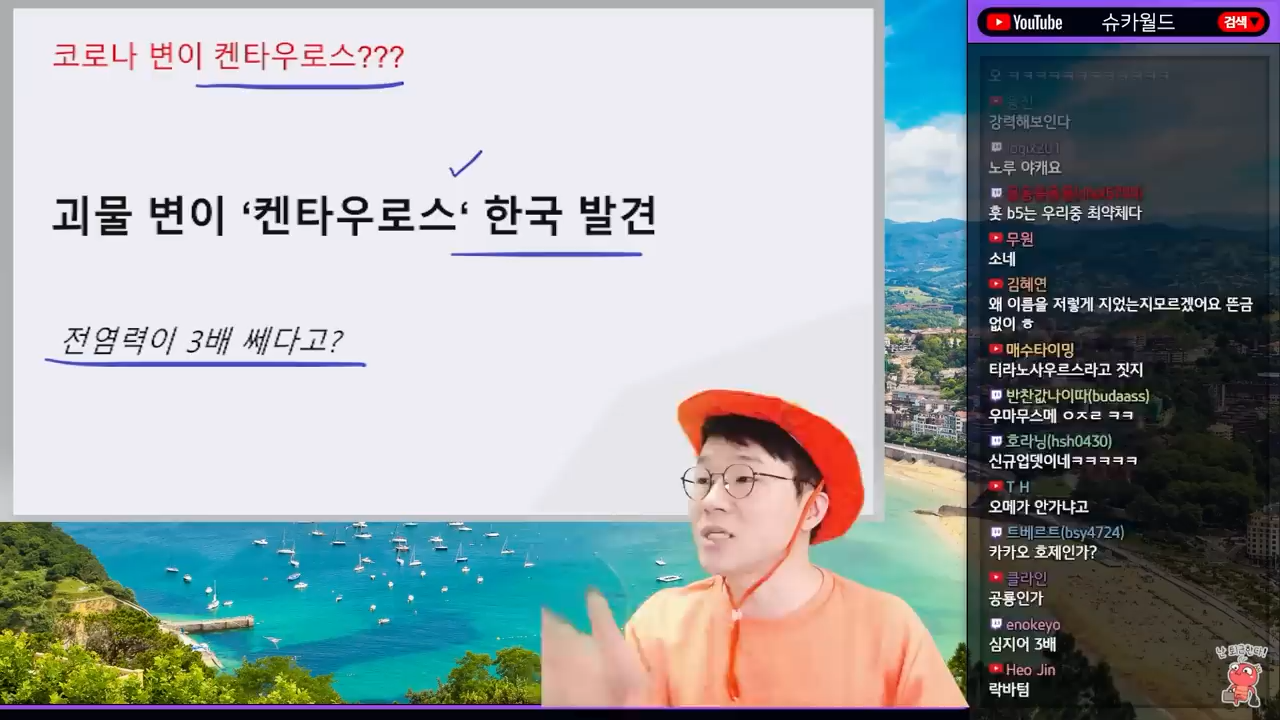 코로나 변이 켄타우로스???
괴물 변이 ‘켄타우로스‘ 한국 발견
전염력이 3배 쎄다고?
YouTube 슈카월드 검색
오 ㅋㅋㅋㅋㅋㅋㅋㅋㅋㅋㅋㅋ
강력해보인다
노루 야캐요
훗 b5는 우리중 최약체다
무원
소네
김혜연
왜 이름을 저렇게 지었는지모르겠어요 뜬금
없이 ㅎ
매수타이밍
티라노사우르스라고 짓지
반찬값나이따(budaass)
우마무스메 ㅇㅈㄹ ㅋㅋ
호라닝(hsh0430)
신규업뎃이네ㅋㅋㅋㅋㅋ
T H
오메가 안가냐고
트베르트(bsy4724)
카카오 호제인가?
클라인
공룡인가
enokeyo
심지어 3배
Heo Jin
락바텀